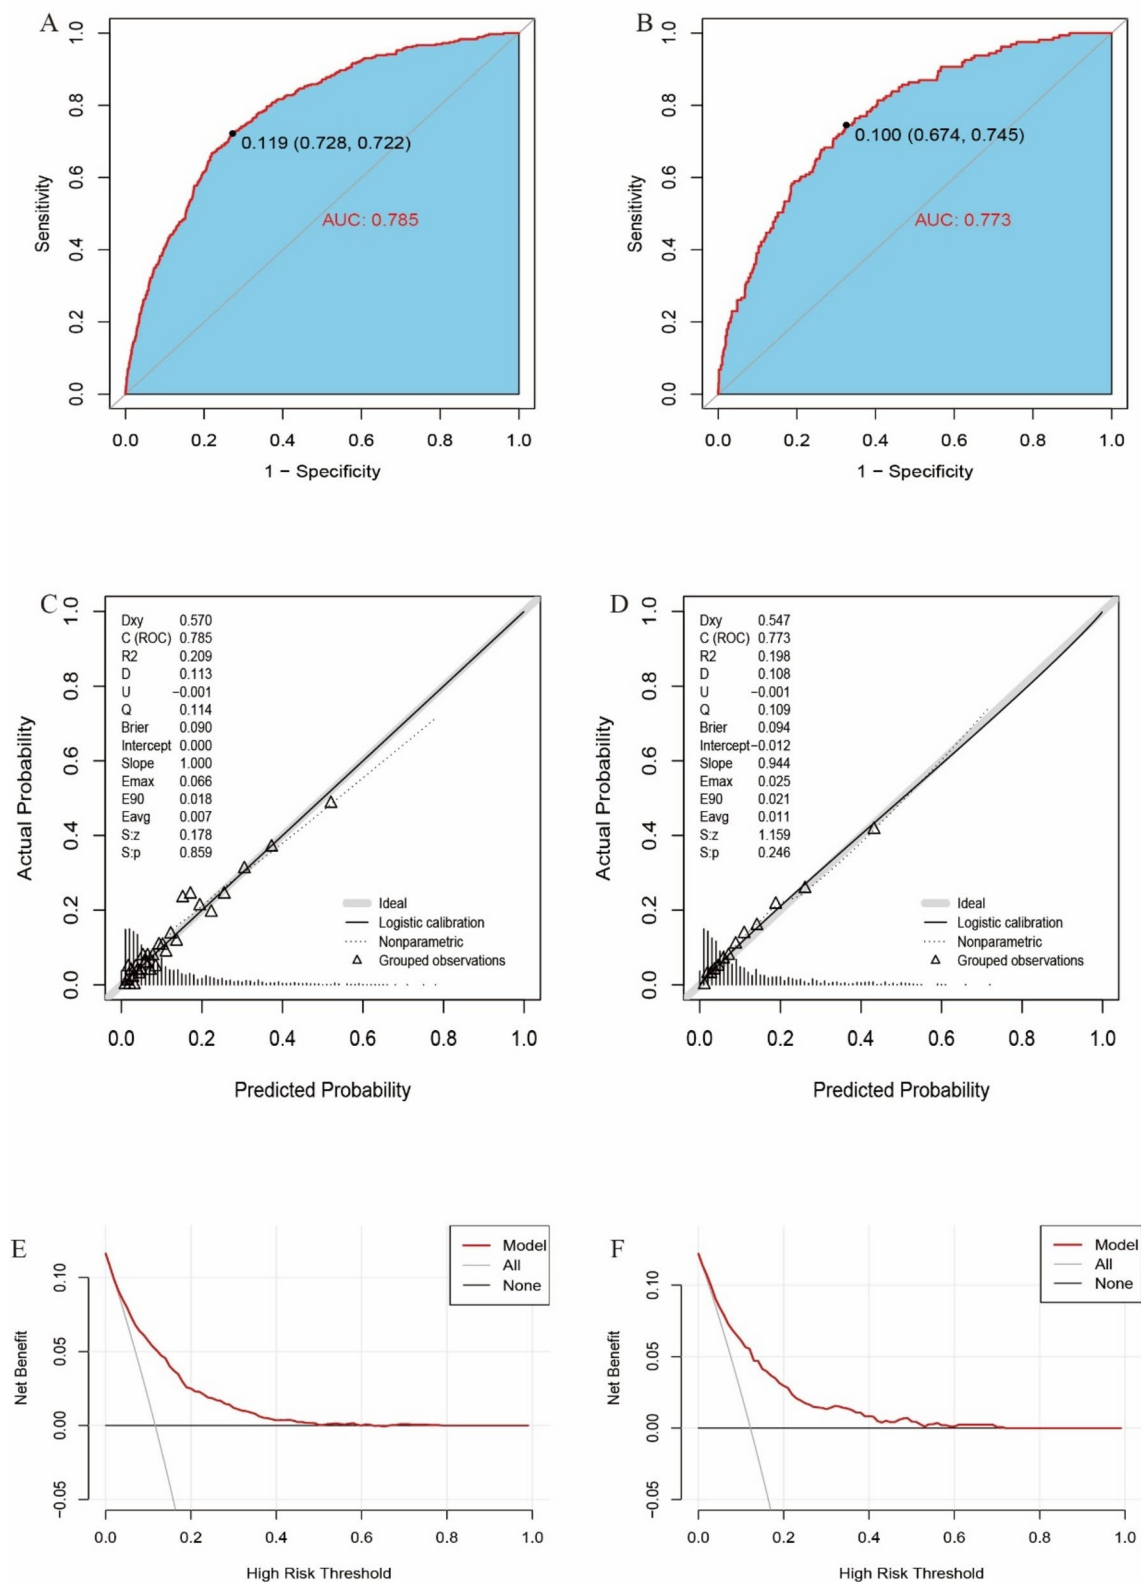 A
1.0
0.8
0.6
0.4
0.2
0.0
Sensitivity
0.119 (0.728, 0.722)
AUC: 0.785
0.0 0.2 0.4 0.6 0.8 1.0
1 − Specificity
B
1.0
0.8
0.6
0.4
0.2
0.0
Sensitivity
0.100 (0.674, 0.745)
AUC: 0.773
0.0 0.2 0.4 0.6 0.8 1.0
1 − Specificity
C
1.0
0.8
0.6
0.4
0.2
0.0
Actual Probability
Dxy 0.570
C (ROC) 0.785
R2 0.209
D 0.113
U −0.001
Q 0.114
Brier 0.090
Intercept 0.000
Slope 1.000
Emax 0.066
E90 0.018
Eavg 0.007
S:z 0.178
S:p 0.859
Ideal
Logistic calibration
Nonparametric
Grouped observations
0.0 0.2 0.4 0.6 0.8 1.0
Predicted Probability
D
1.0
0.8
0.6
0.4
0.2
0.0
Actual Probability
Dxy 0.547
C (ROC) 0.773
R2 0.198
D 0.108
U −0.001
Q 0.109
Brier 0.094
Intercept −0.012
Slope 0.944
Emax 0.025
E90 0.021
Eavg 0.011
S:z 1.159
S:p 0.246
Ideal
Logistic calibration
Nonparametric
Grouped observations
0.0 0.2 0.4 0.6 0.8 1.0
Predicted Probability
E
Model
All
None
0.10
0.05
0.00
−0.05
Net Benefit
0.0 0.2 0.4 0.6 0.8 1.0
High Risk Threshold
F
Model
All
None
0.10
0.05
0.00
−0.05
Net Benefit
0.0 0.2 0.4 0.6 0.8 1.0
High Risk Threshold